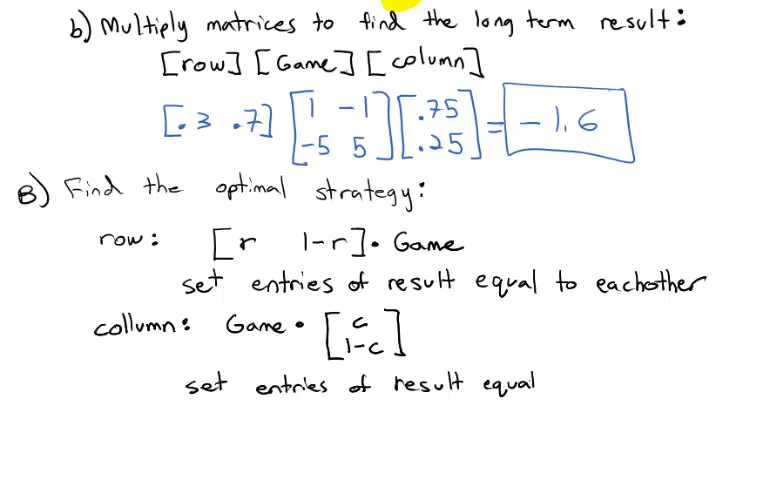 b) Multiply matrices to find the long term result:
[row] [Game] [column]
[.3 .7] [1 -1 -5 5] [.75 .25] = -1.6
B) Find the optimal strategy:
row: [r 1-r] • Game
set entries of result equal to eachother
collumn: Game • [c 1-c]
set entries of result equal